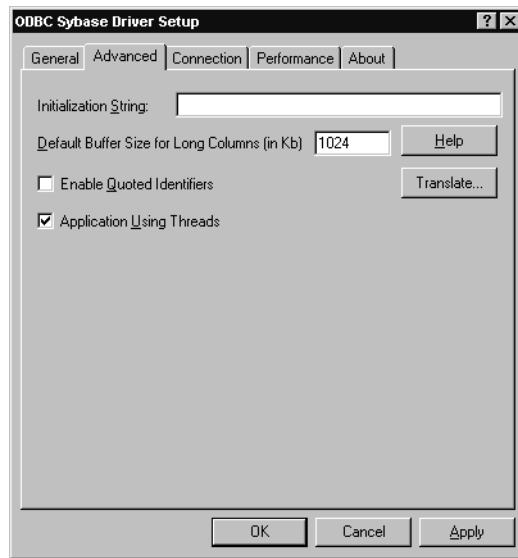 ODBC Sybase Driver Setup
General Advanced Connection Performance About
Initialization String:
Default Buffer Size for Long Columns (in Kb) 1024 Help
Enable Quoted Identifiers Translate...
Application Using Threads
OK Cancel Apply